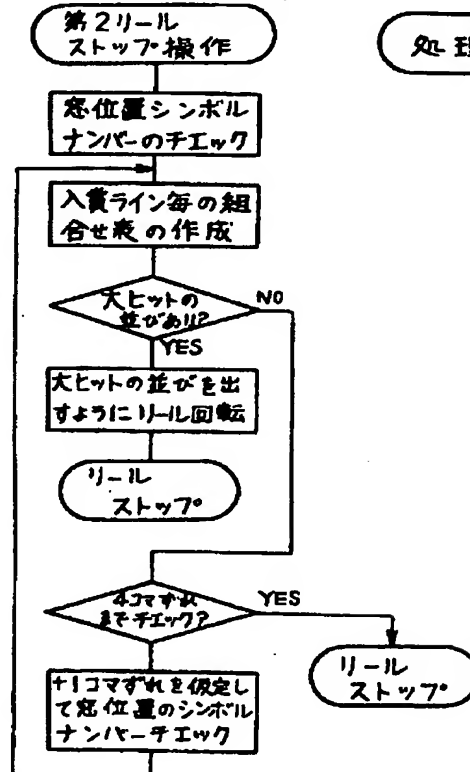 第2リール
ストップ操作
処理
窓位置シンボル
ナンバーのチエック
入賞ライン毎の組
合せ表の作成
大ヒットの
並びあり?
NO
YES
大ヒットの並びを出
すようにリール回転
リール
ストップ
4コマずれ
までチエック?
YES
リール
ストップ
+1コマずれを仮定し
て窓位置のシンボル
ナンバーチエック